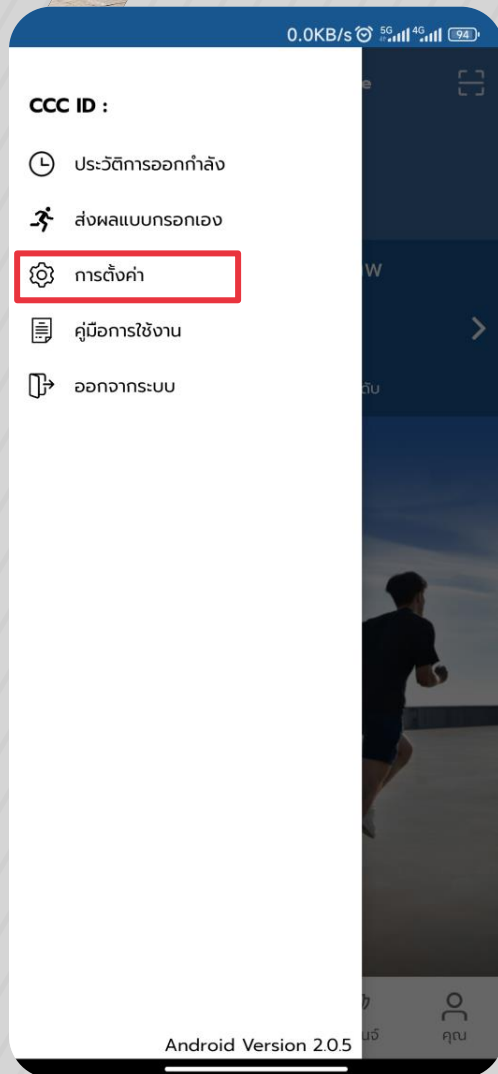 0.0KB/s 5G 4G 94
CCC ID :
ประวัติการออกกำลัง
ส่งผลแบบกรอกเอง
การตั้งค่า
คู่มือการใช้งาน
ออกจากระบบ
Android Version 2.0.5
คุณ